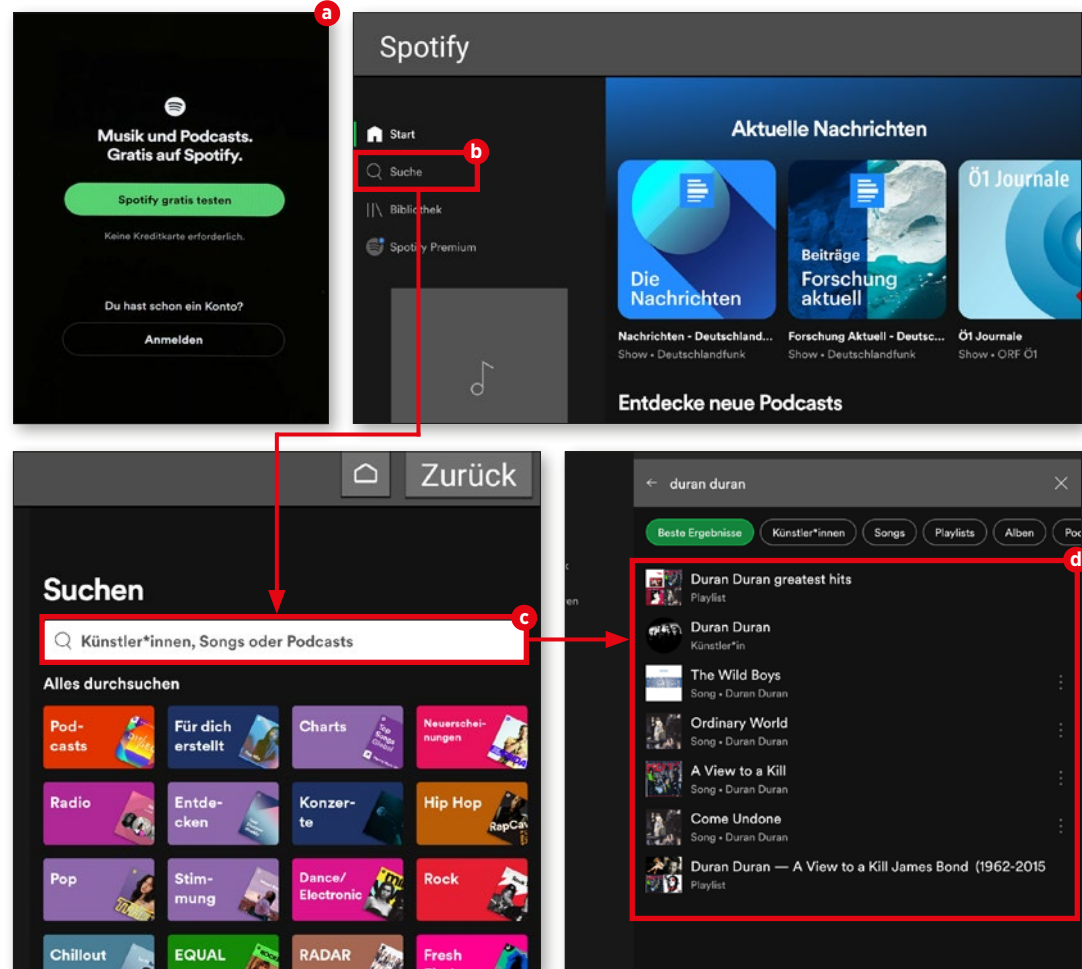 a
Musik und Podcasts.
Gratis auf Spotify.
Spotify gratis testen
Keine Kreditkarte erforderlich.
Du hast schon ein Konto?
Anmelden
Spotify
Start
b
Suche
Bibliothek
Spotify Premium
Aktuelle Nachrichten
Die
Nachrichten
Beiträge
Forschung
aktuell
Ö1 Journale
Nachrichten - Deutschland...
Show • Deutschlandfunk
Forschung Aktuell - Deutsc...
Show • Deutschlandfunk
Ö1 Journale
Show • ORF Ö1
Entdecke neue Podcasts
Zurück
Suchen
c
Künstler*innen, Songs oder Podcasts
Alles durchsuchen
Pod-
casts
Für dich
erstellt
Charts
Top
Songs
Global
Neuerschei-
nungen
Radio
Entde-
cken
Konzer-
te
Hip Hop
RapCa
Pop
Stim-
mung
Dance/
Electronic
Rock
Chillout
EQUAL
RADAR
Fresh
duran duran
Beste Ergebnisse
Künstler*innen
Songs
Playlists
Alben
Poc
d
Duran Duran greatest hits
Playlist
Duran Duran
Künstler*in
The Wild Boys
Song • Duran Duran
Ordinary World
Song • Duran Duran
A View to a Kill
Song • Duran Duran
Come Undone
Song • Duran Duran
Duran Duran — A View to a Kill James Bond (1962-2015
Playlist